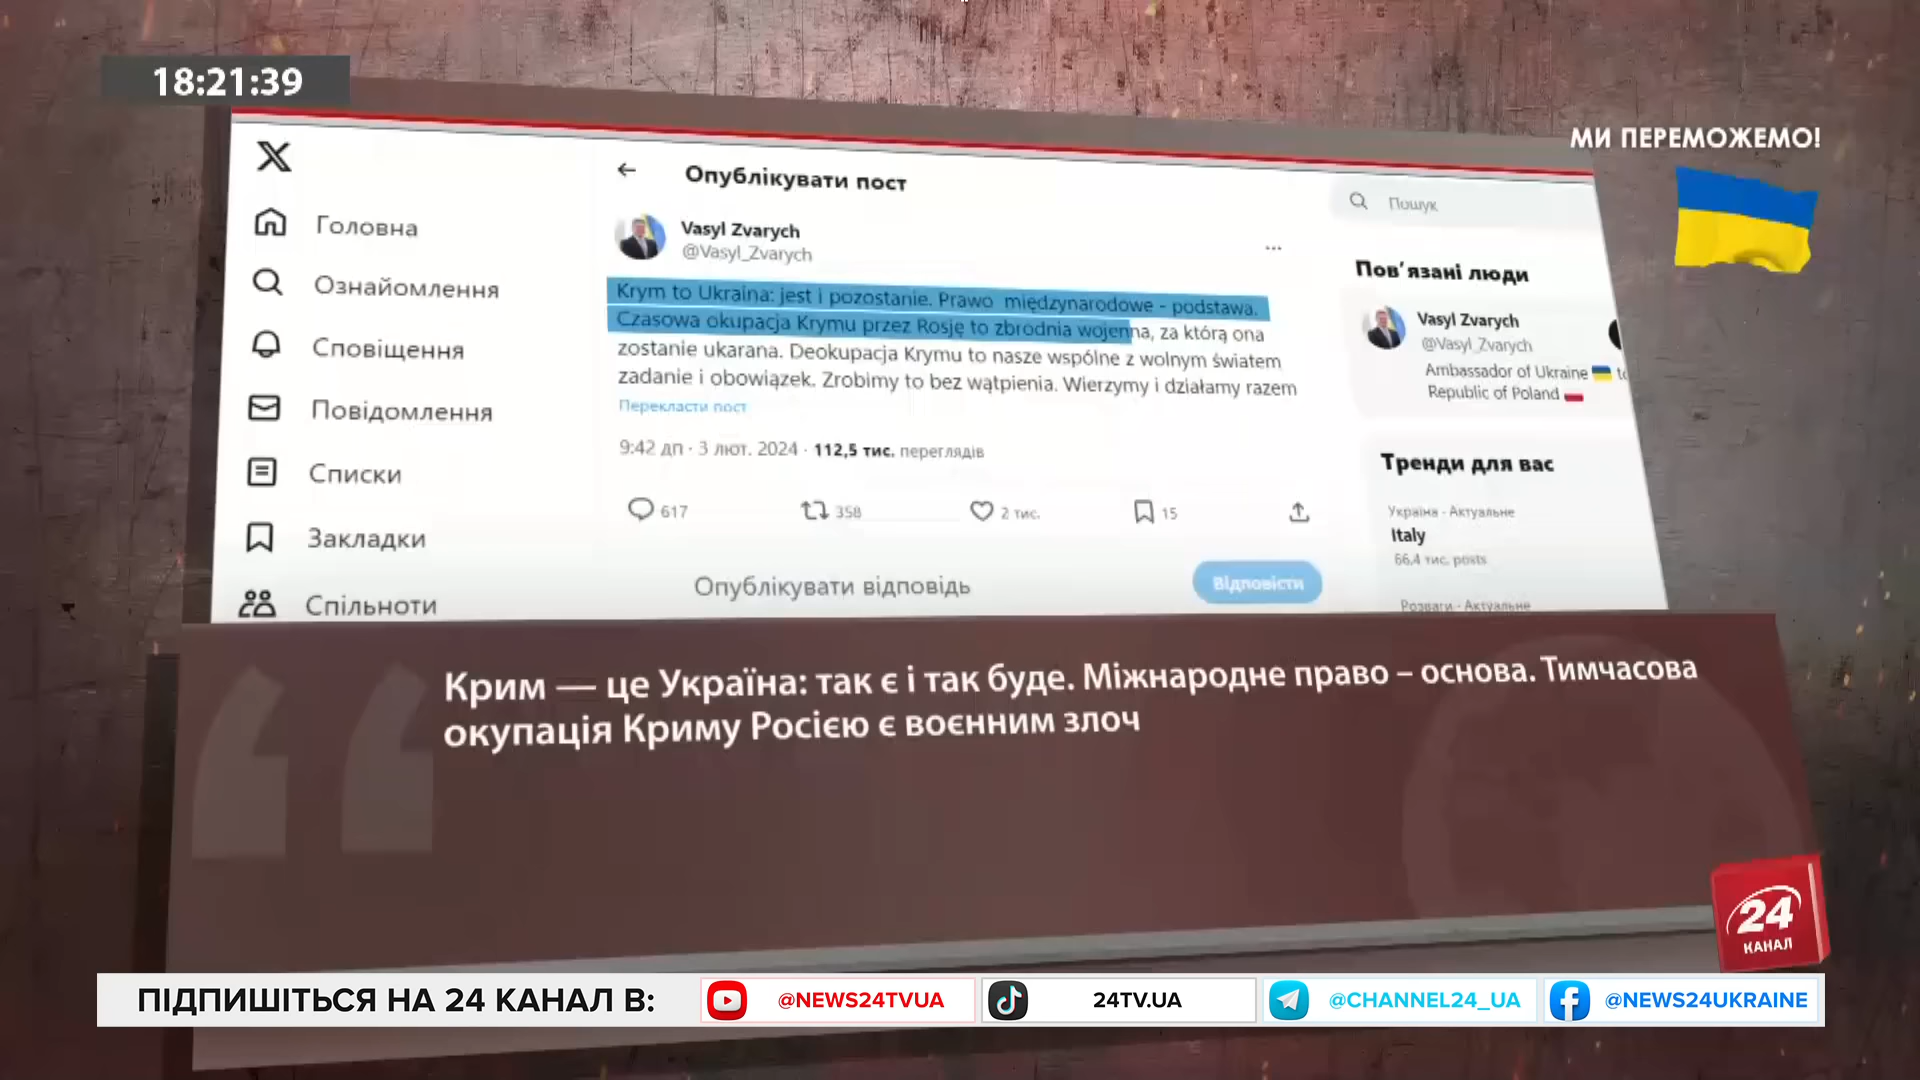 18:21:39
МИ ПЕРЕМОЖЕМО!
Опублікувати пост
Пошук
Головна
Ознайомлення
Сповіщення
Повідомлення
Списки
Закладки
Спільноти
Vasyl Zvarych
@Vasyl_Zvarych
Krym to Ukraina: jest i pozostanie. Prawo międzynarodowe - podstawa.
Czasowa okupacja Krymu przez Rosję to zbrodnia wojenna, za którą ona
zostanie ukarana. Deokupacja Krymu to nasze wspólne z wolnym światem
zadanie i obowiązek. Zrobimy to bez wątpienia. Wierzymy i działamy razem
Перекласти пост
9:42 дп · 3 лют. 2024 · 112,5 тис. переглядів
617 358 2 тис. 15
Опублікувати відповідь
Відповісти
Пов’язані люди
Vasyl Zvarych
@Vasyl_Zvarych
Ambassador of Ukraine to
Republic of Poland
Тренди для вас
Україна · Актуальне
Italy
66,4 тис. posts
Розваги · Актуальне
Крим — це Україна: так є і так буде. Міжнародне право – основа. Тимчасова
окупація Криму Росією є воєнним злоч
24
КАНАЛ
ПІДПИШІТЬСЯ НА 24 КАНАЛ В: @NEWS24TVUA 24TV.UA @CHANNEL24_UA @NEWS24UKRAINE